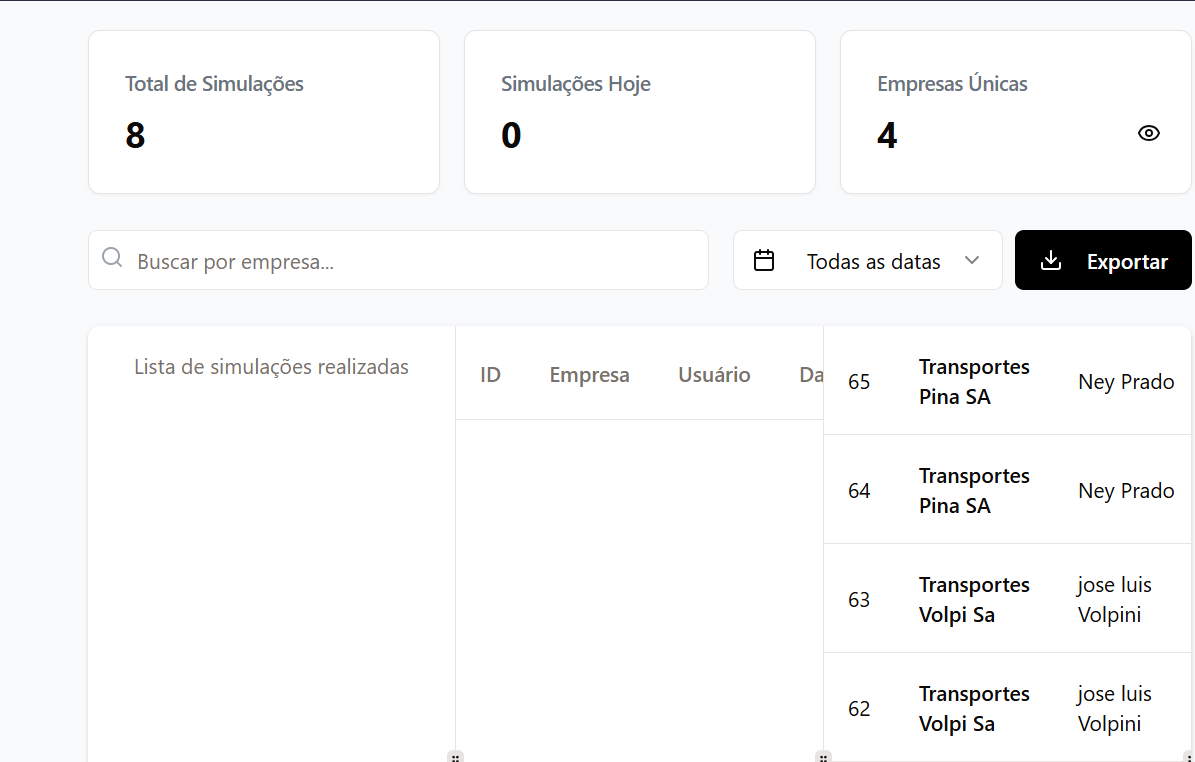 Total de Simulações
8
Simulações Hoje
0
Empresas Únicas
4
Buscar por empresa...
Todas as datas
Exportar
Lista de simulações realizadas
ID Empresa Usuário Da
65 Transportes Pina SA Ney Prado
64 Transportes Pina SA Ney Prado
63 Transportes Volpi Sa jose luis Volpini
62 Transportes Volpi Sa jose luis Volpini